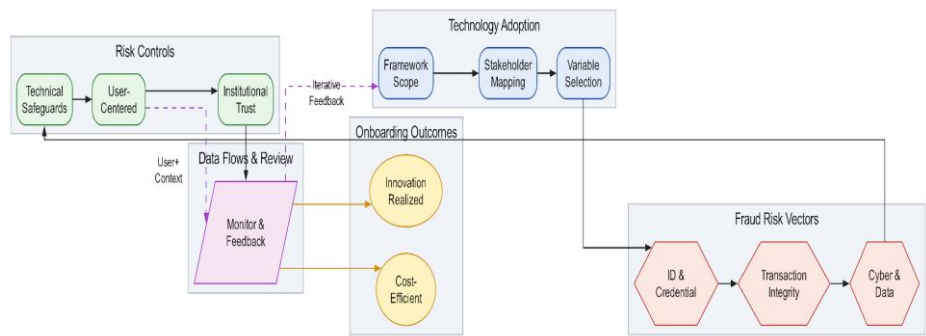 Technology Adoption
Framework
Scope
Stakeholder
Mapping
Variable
Selection
Risk Controls
Technical
Safeguards
User-
Centered
Institutional
Trust
Iterative
Feedback
User+
Context
Data Flows & Review
Monitor &
Feedback
Onboarding Outcomes
Innovation
Realized
Cost-
Efficient
Fraud Risk Vectors
ID &
Credential
Transaction
Integrity
Cyber &
Data